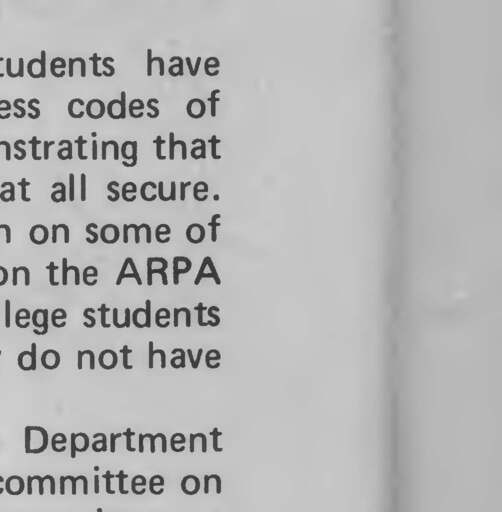 tudents have
ess codes of
nstrating that
at all secure.
n on some of
on the ARPA
lege students
do not have
Department
committee on